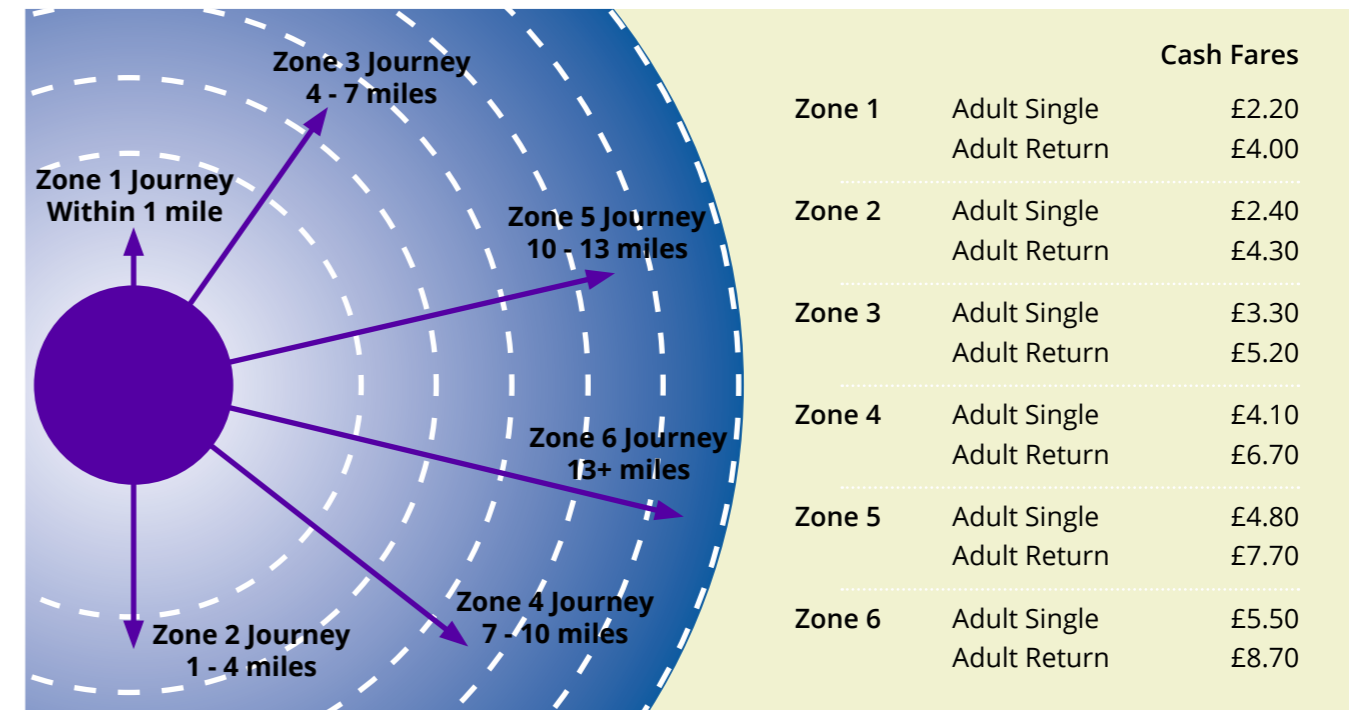 Zone 3 Journey
4 - 7 miles
Zone 1 Journey
Within 1 mile
Zone 5 Journey
10 - 13 miles
Zone 6 Journey
13+ miles
Zone 4 Journey
7 - 10 miles
Zone 2 Journey
1 - 4 miles
Cash Fares
Zone 1 Adult Single £2.20
Adult Return £4.00
Zone 2 Adult Single £2.40
Adult Return £4.30
Zone 3 Adult Single £3.30
Adult Return £5.20
Zone 4 Adult Single £4.10
Adult Return £6.70
Zone 5 Adult Single £4.80
Adult Return £7.70
Zone 6 Adult Single £5.50
Adult Return £8.70